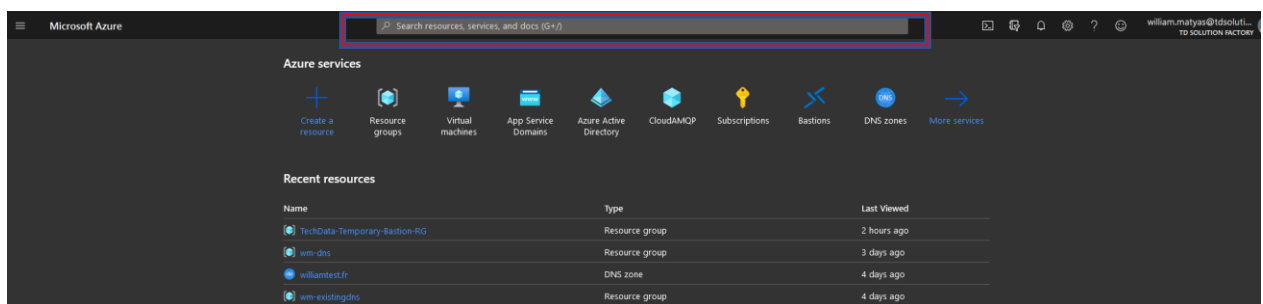 Microsoft Azure
Search resources, services, and docs (G+/)
william.matyas@tdsoluti...
TD SOLUTION FACTORY
Azure services
Create a resource
Resource groups
Virtual machines
App Service Domains
Azure Active Directory
CloudAMQP
Subscriptions
Bastions
DNS zones
More services
Recent resources
Name Type Last Viewed
TechData-Temporary-Bastion-RG Resource group 2 hours ago
wm-dns Resource group 3 days ago
williamtest.fr DNS zone 4 days ago
wm-existingdns Resource group 4 days ago